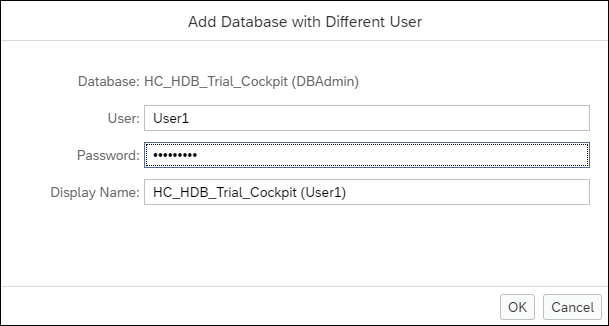 Add Database with Different User
Database: HC_HDB_Trial_Cockpit (DBAdmin)
User: User1
Password: •••••••••
Display Name: HC_HDB_Trial_Cockpit (User1)
OK Cancel